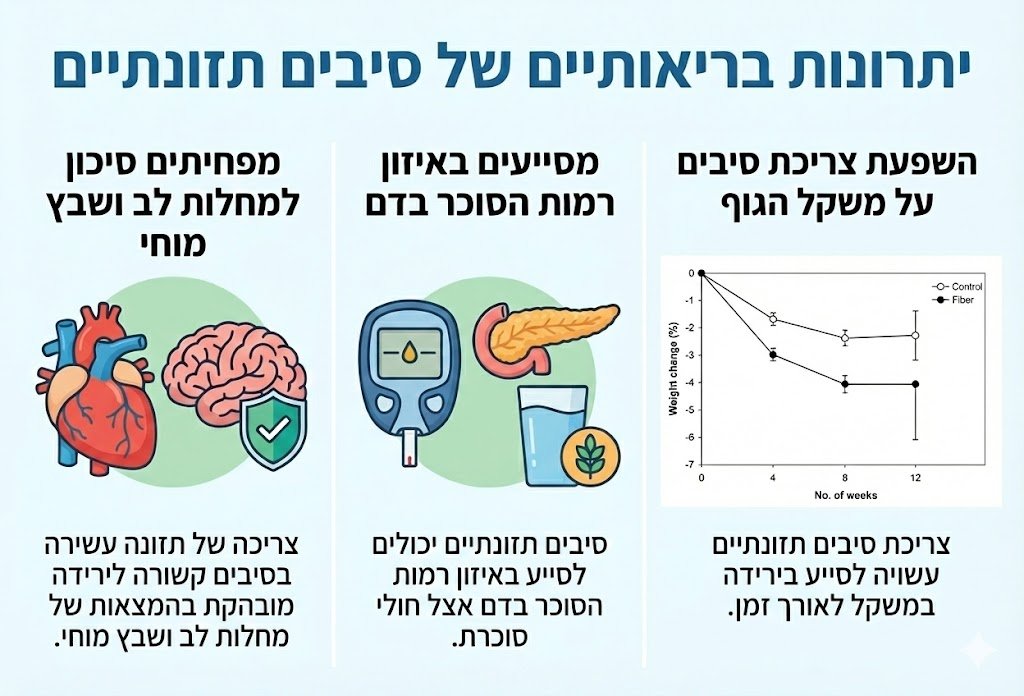 יתרונות בריאותיים של סיבים תזונתיים
השפעת צריכת סיבים
על משקל הגוף
Control
Fiber
Weight change (%)
0
-1
-2
-3
-4
-5
-6
-7
0
4
8
12
No. of weeks
צריכת סיבים תזונתיים
עשויה לסייע בירידה
במשקל לאורך זמן.
מסייעים באיזון
רמות הסוכר בדם
סיבים תזונתיים יכולים
לסייע באיזון רמות
הסוכר בדם אצל חולי
סוכרת.
מפחיתים סיכון
למחלות לב ושבץ
מוחי
צריכה של תזונה עשירה
בסיבים קשורה לירידה
מובהקת בהמצאות של
מחלות לב ושבץ מוחי.